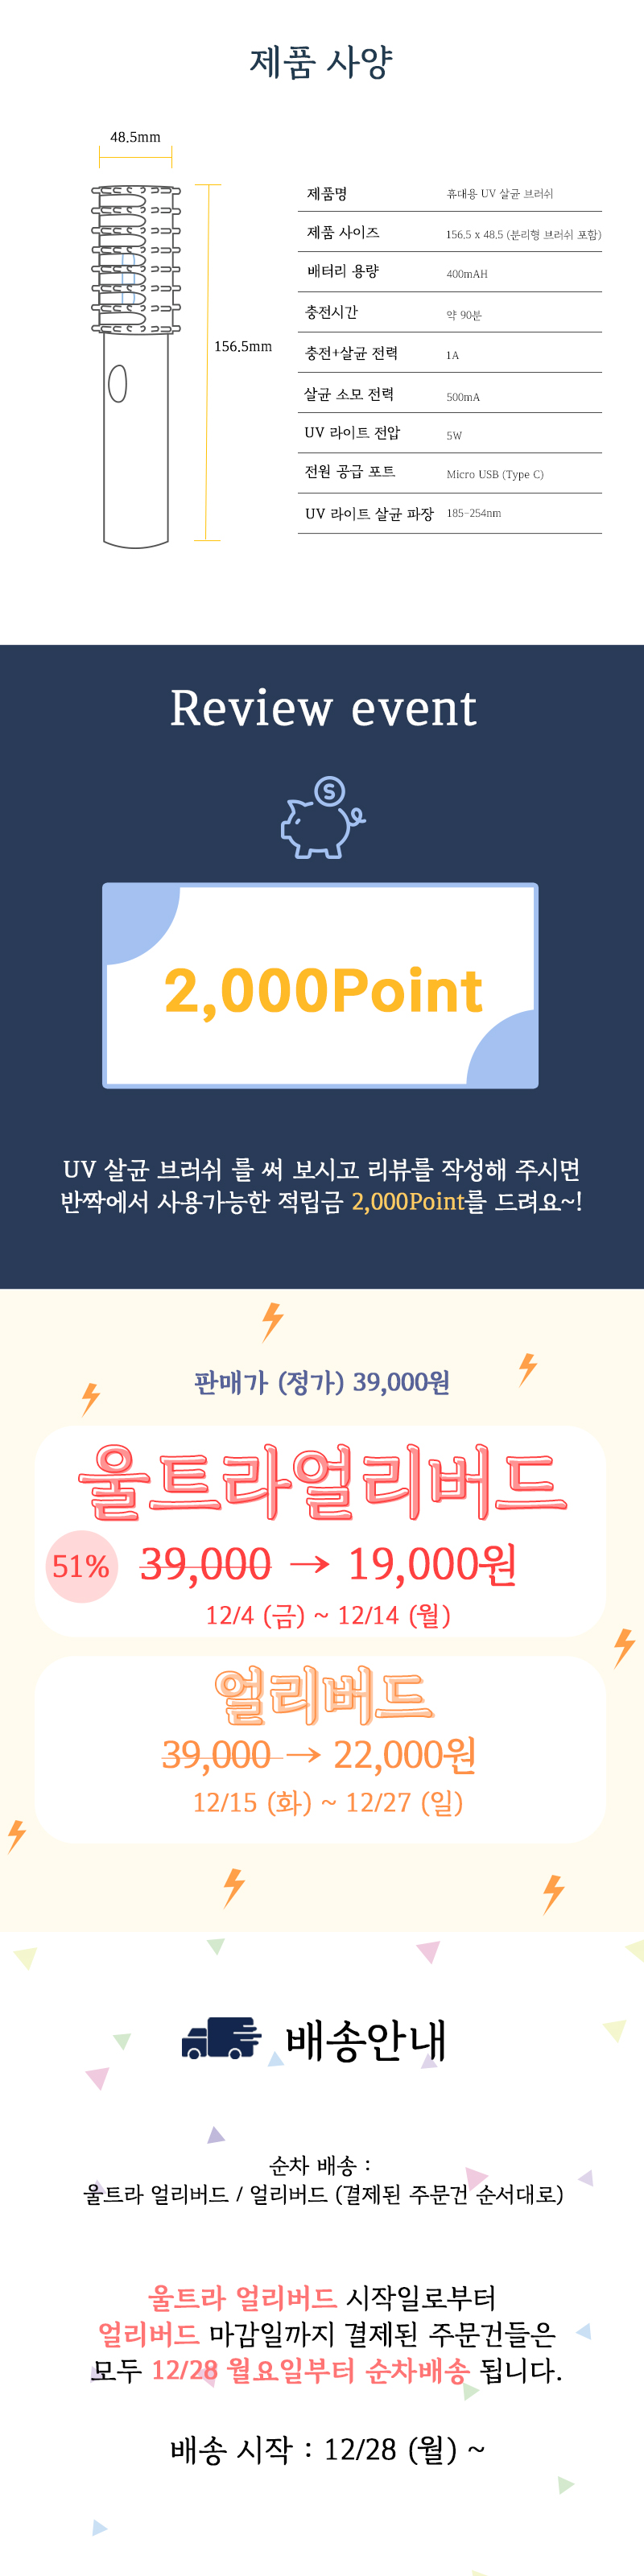 제품 사양
48.5mm
156.5mm
제품명 휴대용 UV 살균 브러쉬
제품 사이즈 156.5 x 48.5 (분리형 브러쉬 포함)
배터리 용량 400mAH
충전시간 약 90분
충전+살균 전력 1A
살균 소모 전력 500mA
UV 라이트 전압 5W
전원 공급 포트 Micro USB (Type C)
UV 라이트 살균 파장 185-254nm
Review event
2,000Point
UV 살균 브러쉬 를 써 보시고 리뷰를 작성해 주시면
반짝에서 사용가능한 적립금 2,000Point를 드려요~!
판매가 (정가) 39,000원
울트라얼리버드
51% 39,000 → 19,000원
12/4 (금) ~ 12/14 (월)
얼리버드
39,000 → 22,000원
12/15 (화) ~ 12/27 (일)
배송안내
순차 배송 :
울트라 얼리버드 / 얼리버드 (결제된 주문건 순서대로)
울트라 얼리버드 시작일로부터
얼리버드 마감일까지 결제된 주문건들은
모두 12/28 월요일부터 순차배송 됩니다.
배송 시작 : 12/28 (월) ~